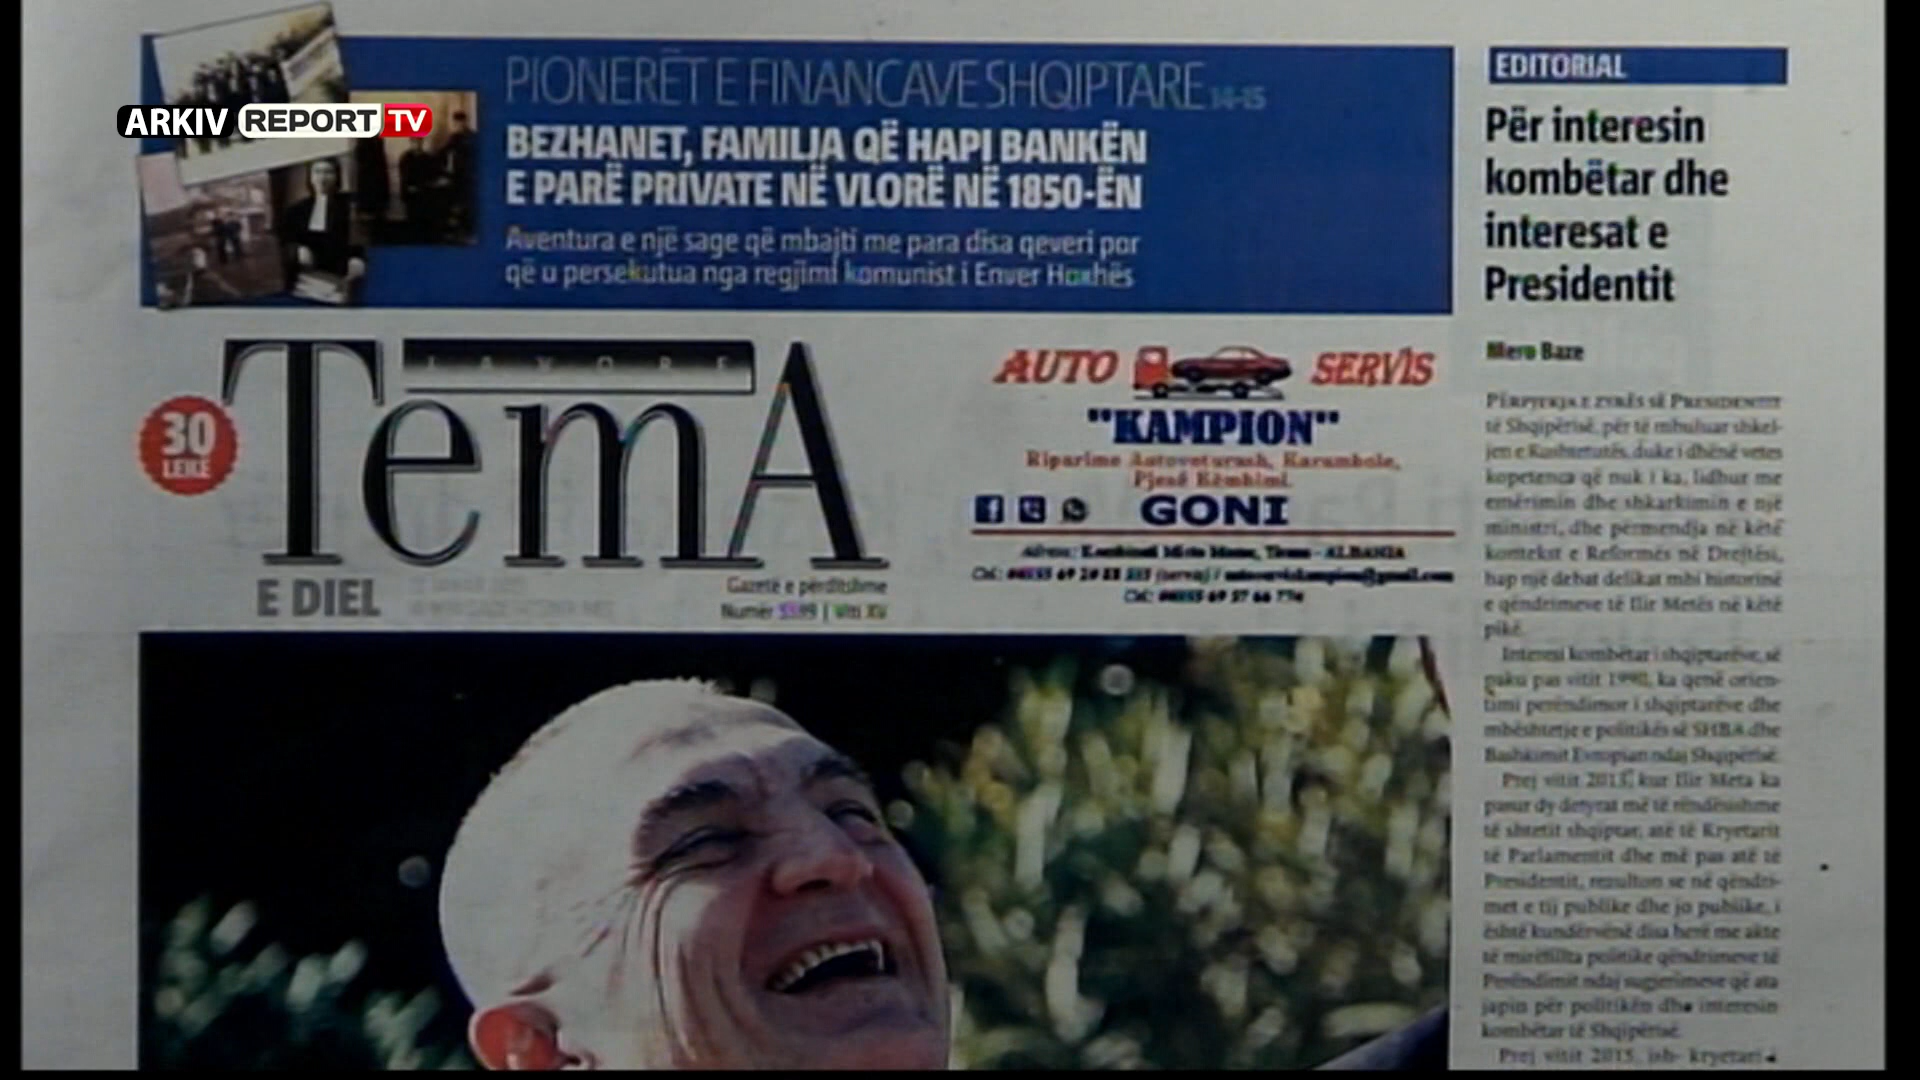 ARKIV REPORT TV
PIONERËT E FINANCAVE SHQIPTARE 14-15
BEZHANET, FAMILJA QË HAPI BANKËN
E PARË PRIVATE NË VLORË NË 1850-ËN
Aventura e një sage që mbajti me para disa qeveri por
që u persekutua nga regjimi komunist i Enver Hoxhës
EDITORIAL
Për interesin
kombëtar dhe
interesat e
Presidentit
Mero Baze
PËRPJEKJA E ZYRËS SË PRESIDENTIT
të Shqipërisë, për të mbuluar shkel-
jen e Kushtetutës, duke i dhënë vetes
kopetenca që nuk i ka, lidhur me
emërimin dhe shkarkimin e një
ministri, dhe përmendja në këtë
kontekst e Reformës në Drejtësi,
hap një debat delikat mbi historinë
e qëndrimeve të Ilir Metës në këtë
pikë.
Interesi kombëtar i shqiptarëve, së
paku pas vitit 1990, ka qenë orien-
timi perëndimor i shqiptarëve dhe
mbështetje e politikës së SHBA dhe
Bashkimit Evropian ndaj Shqipërisë.
Prej vitit 2013, kur Ilir Meta ka
pasur dy detyrat më të rëndësishme
të shtetit shqiptar, atë të Kryetarit
të Parlamentit dhe më pas atë të
Presidentit, rezulton se në qëndri-
met e tij publike dhe jo publike, i
është kundërvënë disa herë me akte
të mirëfillta politike qëndrimeve të
Perëndimit ndaj sugjerimeve që ata
japin për politikën dhe interesin
kombëtar të Shqipërisë.
Prej vitit 2015, ish- kryetari
30
LEKË
TemA
E DIEL
Gazetë e përditshme
Numër | Viti XV
AUTO SERVIS
"KAMPION"
Riparime Autoveturash, Karambole,
Pjesë Këmbimi.
GONI